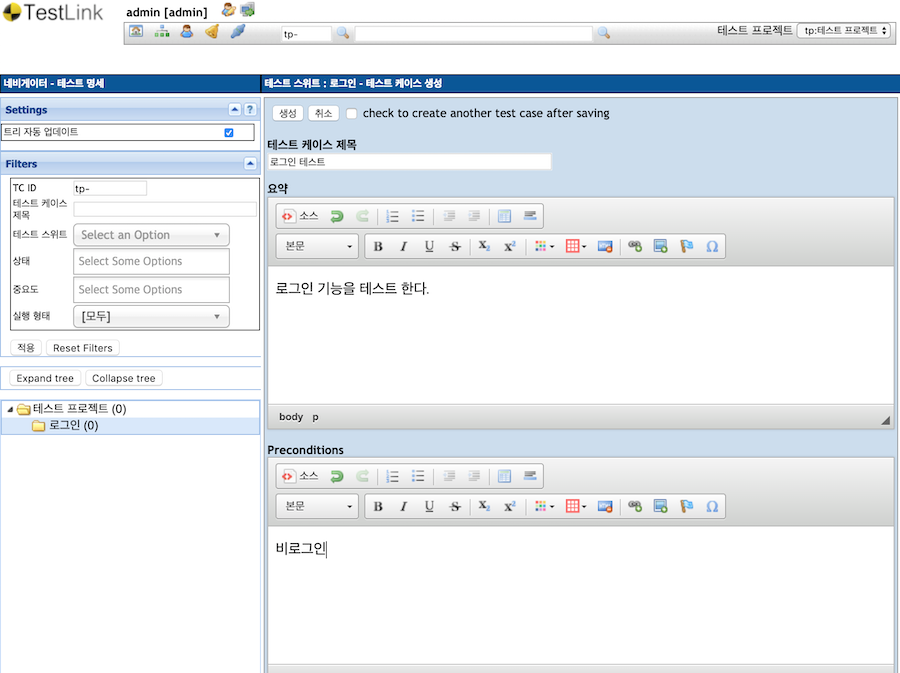 TestLink
admin [admin]
tp-
테스트 프로젝트 tp:테스트 프로젝트
네비게이터 - 테스트 명세
Settings
트리 자동 업데이트
Filters
TC ID tp-
테스트 케이스
제목
테스트 스위트 Select an Option
상태 Select Some Options
중요도 Select Some Options
실행 형태 [모두]
적용 Reset Filters
Expand tree Collapse tree
테스트 프로젝트 (0)
로그인 (0)
테스트 스위트 : 로그인 - 테스트 케이스 생성
생성 취소 check to create another test case after saving
테스트 케이스 제목
로그인 테스트
요약
소스
본문 B I U S X₂ X²
로그인 기능을 테스트 한다.
body p
Preconditions
소스
본문 B I U S X₂ X²
비로그인